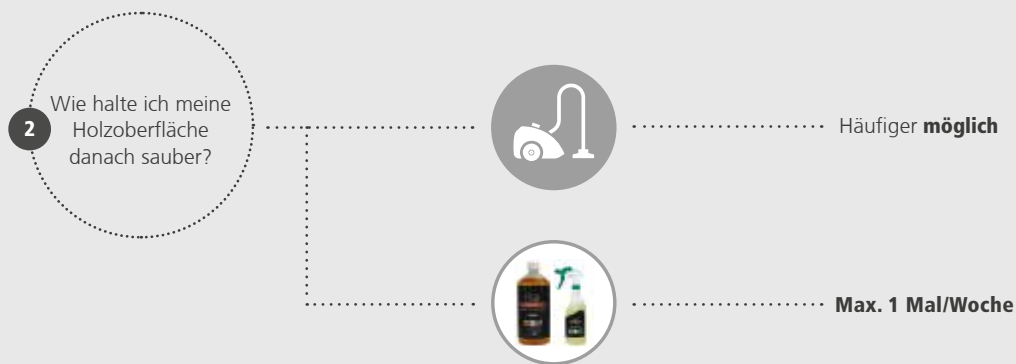 2
Wie halte ich meine
Holzoberfläche
danach sauber?
Häufiger möglich
Max. 1 Mal/Woche